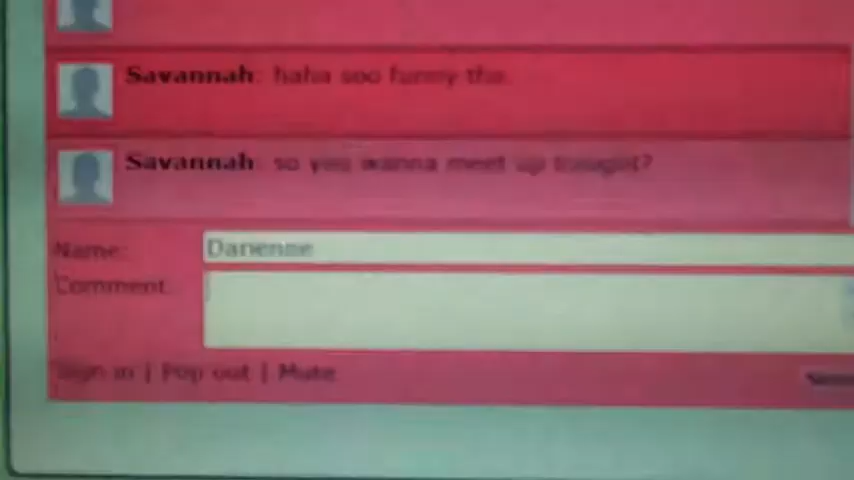 Savannah: haha soo funny tho.
Savannah: so you wanna meet up tonight?
Name: Darienne
Comment:
Sign in | Pop out | Mute